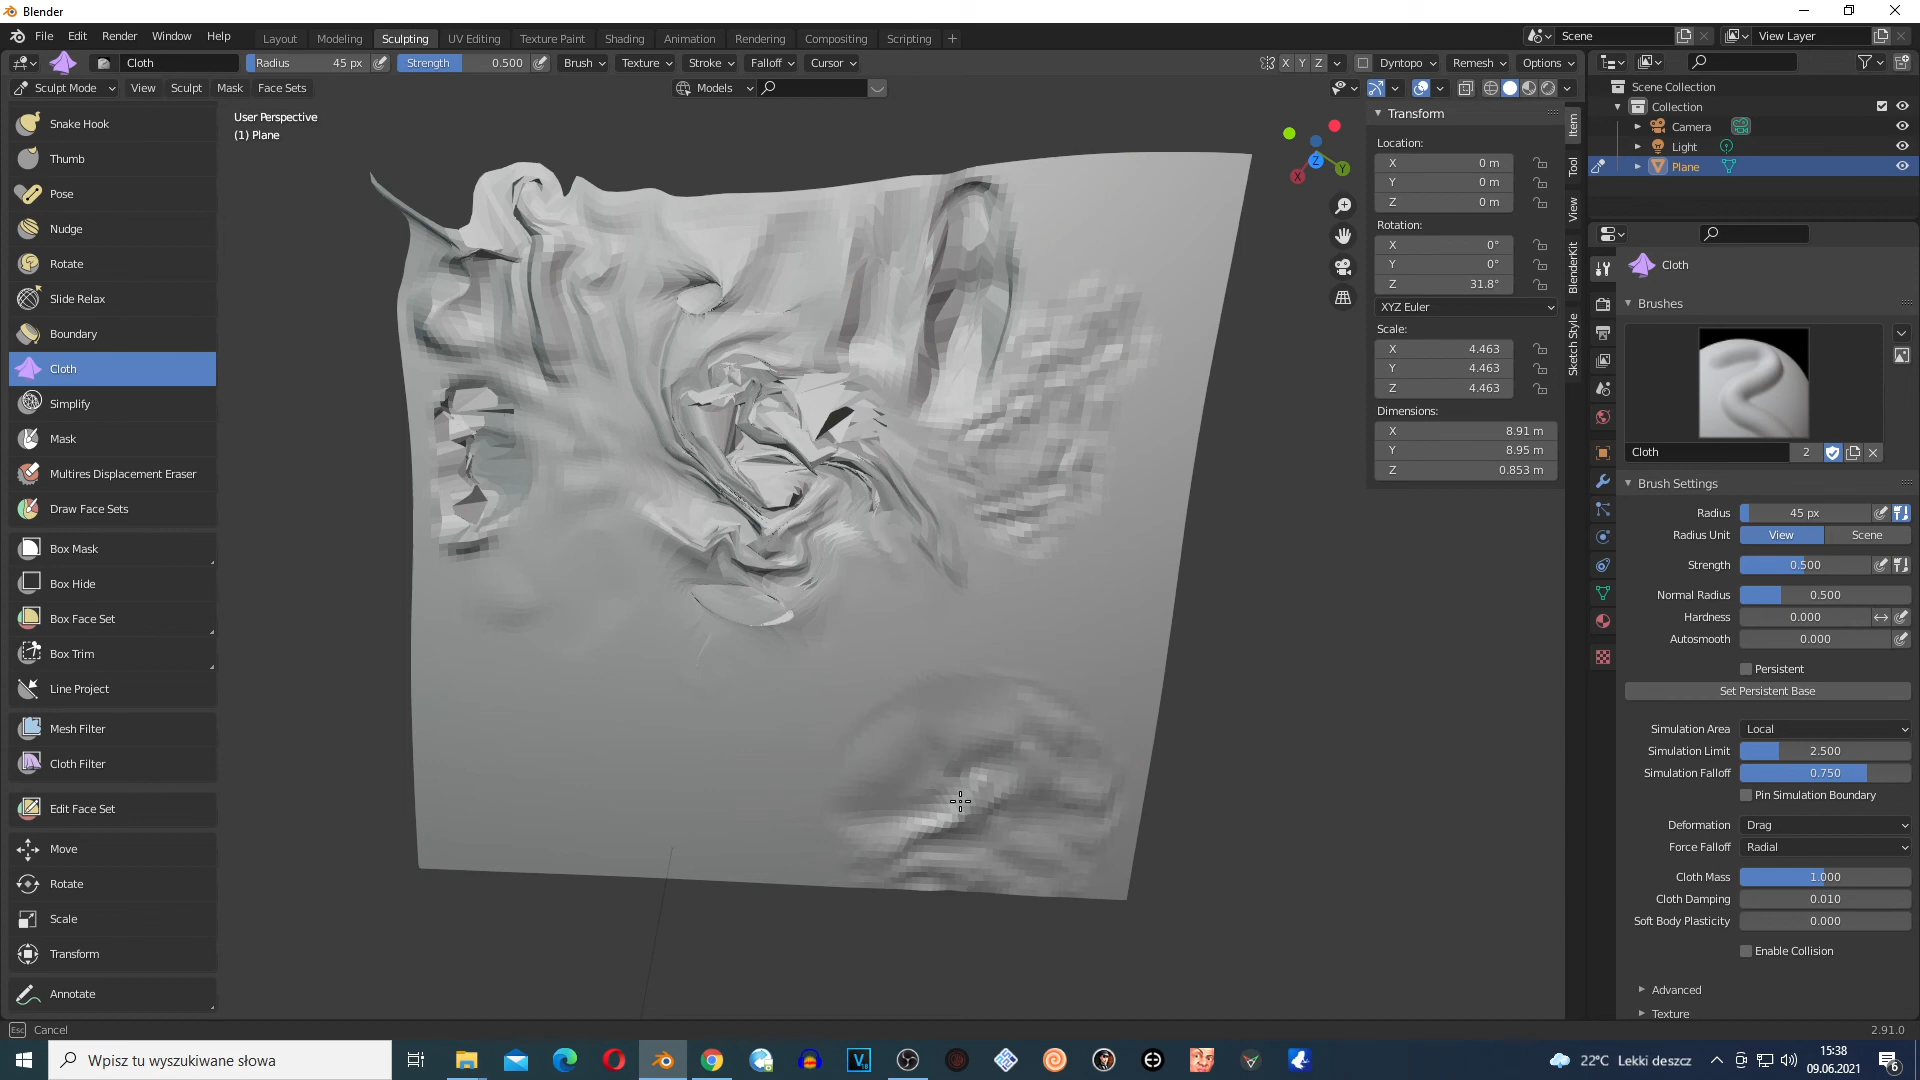 Blender
File Edit Render Window Help
Layout Modeling Sculpting UV Editing Texture Paint Shading Animation Rendering Compositing Scripting +
Scene
View Layer
Cloth Radius 45 px Strength 0.500 Brush Texture Stroke Falloff Cursor
X Y Z Dyntopo Remesh Options
Sculpt Mode View Sculpt Mask Face Sets
Models
User Perspective
(1) Plane
Snake Hook
Thumb
Pose
Nudge
Rotate
Slide Relax
Boundary
Cloth
Simplify
Mask
Multires Displacement Eraser
Draw Face Sets
Box Mask
Box Hide
Box Face Set
Box Trim
Line Project
Mesh Filter
Cloth Filter
Edit Face Set
Move
Rotate
Scale
Transform
Annotate
Y
X
Z
Transform
Location:
X 0 m
Y 0 m
Z 0 m
Rotation:
X 0°
Y 0°
Z 31.8°
XYZ Euler
Scale:
X 4.463
Y 4.463
Z 4.463
Dimensions:
X 8.91 m
Y 8.95 m
Z 0.853 m
Item
Tool
View
BlenderKit
Sketch Style
Scene Collection
Collection
Camera
Light
Plane
Cloth
Brushes
Cloth 2
Brush Settings
Radius 45 px
Radius Unit View Scene
Strength 0.500
Normal Radius 0.500
Hardness 0.000
Autosmooth 0.000
Persistent
Set Persistent Base
Simulation Area Local
Simulation Limit 2.500
Simulation Falloff 0.750
Pin Simulation Boundary
Deformation Drag
Force Falloff Radial
Cloth Mass 1.000
Cloth Damping 0.010
Soft Body Plasticity 0.000
Enable Collision
Advanced
Texture
Esc Cancel
2.91.0
Wpisz tu wyszukiwane słowa
22°C Lekki deszcz
15:38
09.06.2021
6